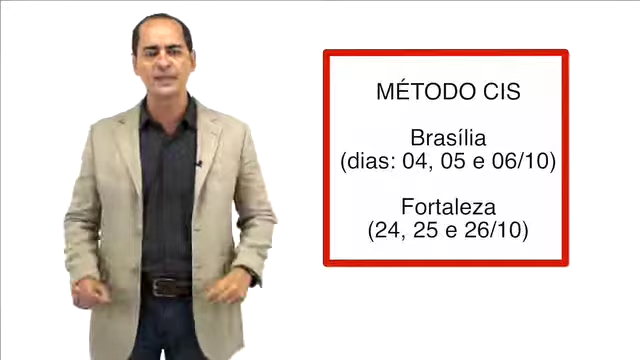 MÉTODO CIS
Brasília
(dias: 04, 05 e 06/10)
Fortaleza
(24, 25 e 26/10)